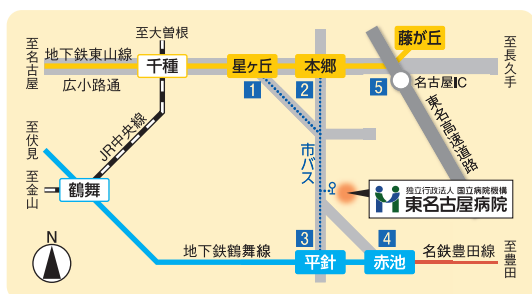 至大曽根
至名古屋
地下鉄東山線
千種
星ヶ丘
本郷
藤が丘
至長久手
広小路通
1
2
5
名古屋IC
至伏見
JR中央線
市バス
東名高速道路
至金山
鶴舞
独立行政法人 国立病院機構
東名古屋病院
N
地下鉄鶴舞線
3
平針
4
赤池
名鉄豊田線
至豊田